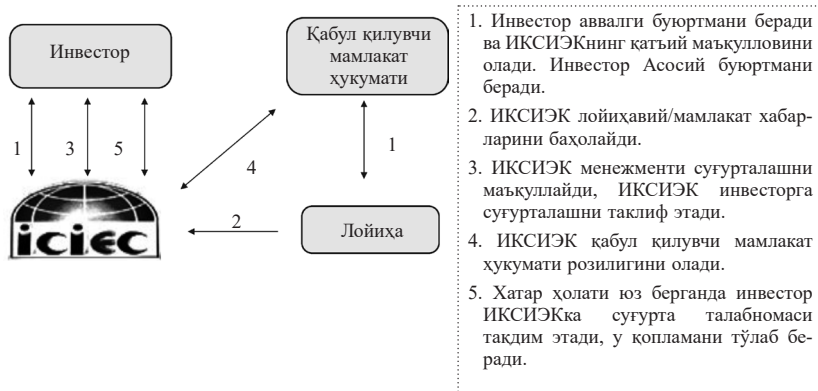 Инвестор
Қабул қилувчи
мамлакат
ҳукумати
1
3
5
4
1
iCiEC
2
Лойиҳа
1. Инвестор аввалги буюртмани беради
ва ИКСИЭКнинг қатъий маъқулловини
олади. Инвестор Асосий буюртмани
беради.
2. ИКСИЭК лойиҳавий/мамлакат хабар-
ларини баҳолайди.
3. ИКСИЭК менежменти суғурталашни
маъқуллайди, ИКСИЭК инвесторга
суғурталашни таклиф этади.
4. ИКСИЭК қабул қилувчи мамлакат
ҳукумати розилигини олади.
5. Хатар ҳолати юз берганда инвестор
ИКСИЭКка суғурта талабномаси
тақдим этади, у қопламани тўлаб бе-
ради.